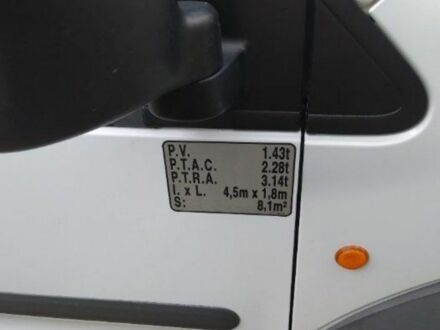 P.V. 1.43t
P.T.A.C. 2.28t
P.T.R.A. 3.14t
l. x L. 4,5m x 1,8m
S: 8,1m²